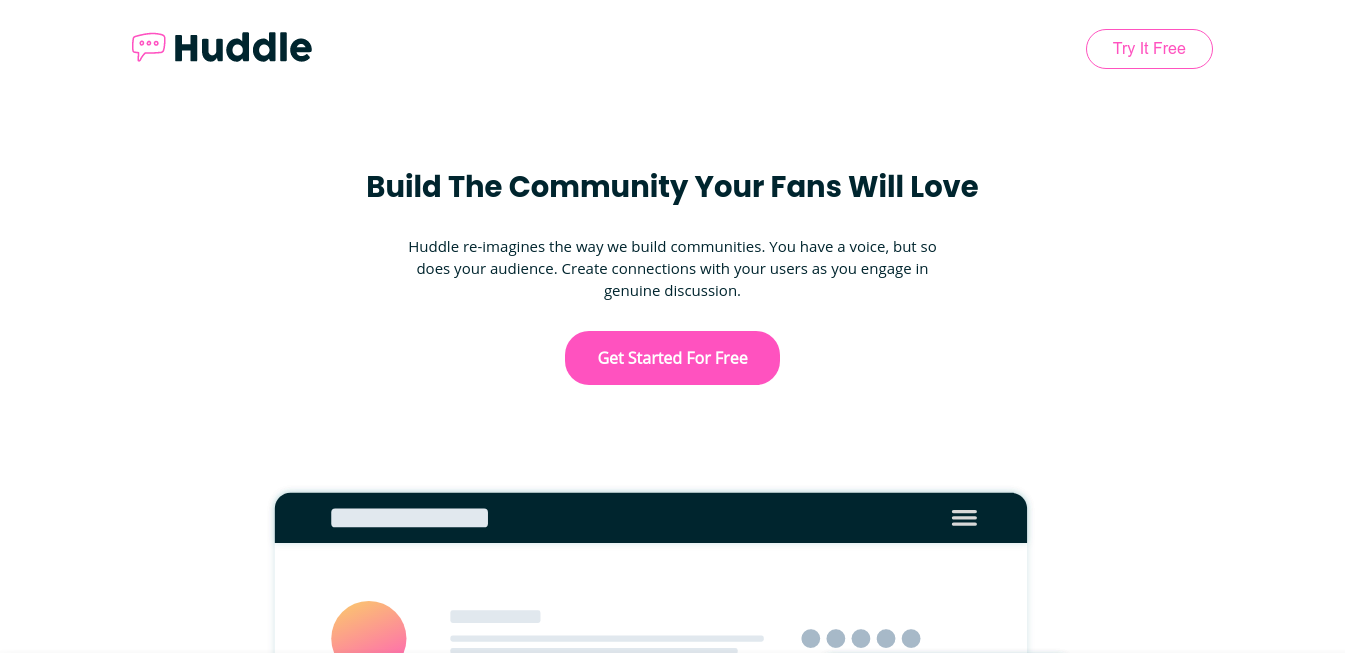 Huddle
Try It Free
Build The Community Your Fans Will Love
Huddle re-imagines the way we build communities. You have a voice, but so
does your audience. Create connections with your users as you engage in
genuine discussion.
Get Started For Free